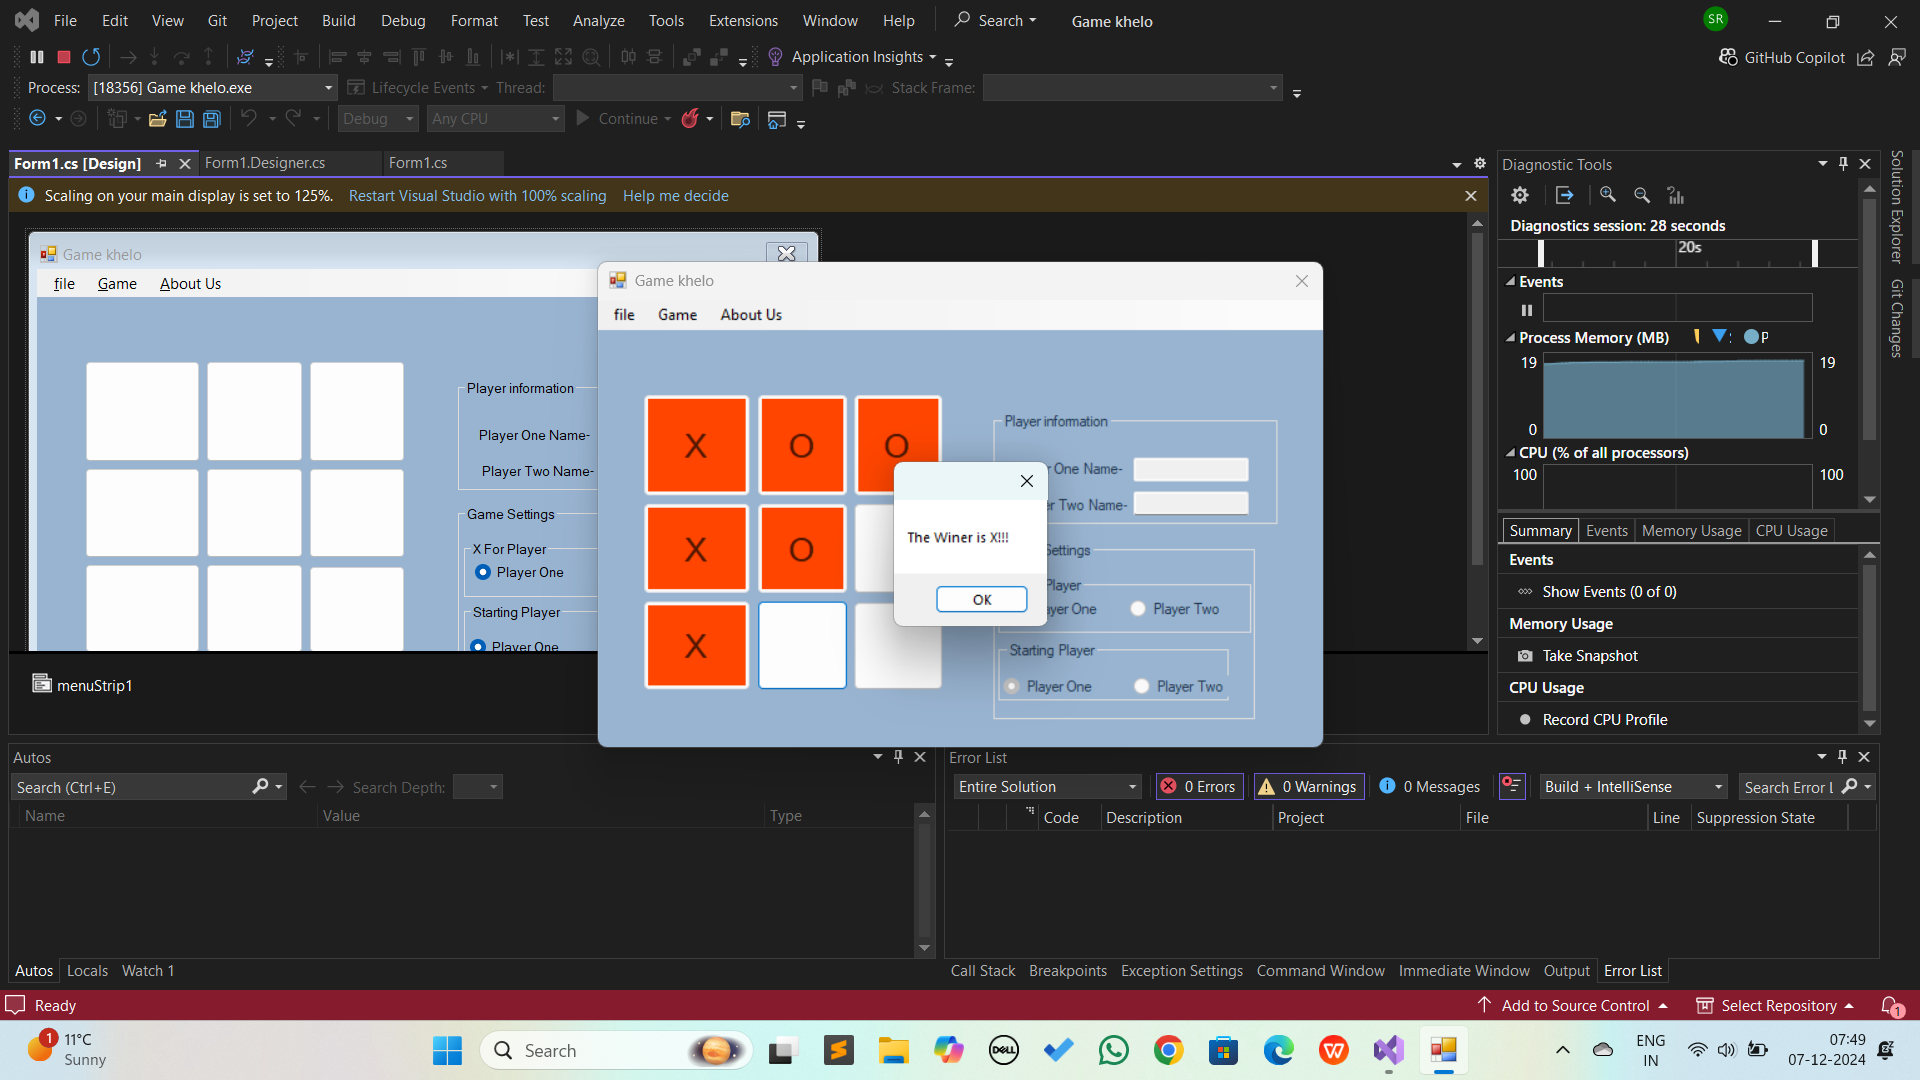 File Edit View Git Project Build Debug Format Test Analyze Tools Extensions Window Help Search Game khelo SR
Application Insights GitHub Copilot
Process: [18356] Game khelo.exe Lifecycle Events Thread: Stack Frame:
Debug Any CPU Continue
Form1.cs [Design] Form1.Designer.cs Form1.cs
Scaling on your main display is set to 125%. Restart Visual Studio with 100% scaling Help me decide
Game khelo
file Game About Us
Player information
Player One Name-
Player Two Name-
Game Settings
X For Player
Player One
Starting Player
Player One
menuStrip1
Game khelo
file Game About Us
X O O
X O
X
Player information
One Name-
Two Name-
Settings
Player
Player Two
Starting Player
Player One Player Two
The Winer is X!!!
OK
Diagnostic Tools
Diagnostics session: 28 seconds
20s
Events
Process Memory (MB) P
19 19
0 0
CPU (% of all processors)
100 100
Summary Events Memory Usage CPU Usage
Events
Show Events (0 of 0)
Memory Usage
Take Snapshot
CPU Usage
Record CPU Profile
Solution Explorer
Git Changes
Autos
Search (Ctrl+E) Search Depth:
Name Value Type
Autos Locals Watch 1
Error List
Entire Solution 0 Errors 0 Warnings 0 Messages Build + IntelliSense Search Error L
Code Description Project File Line Suppression State
Call Stack Breakpoints Exception Settings Command Window Immediate Window Output Error List
Ready Add to Source Control Select Repository 1
1 11°C
Sunny
Search
DELL
ENG
IN
07:49
07-12-2024